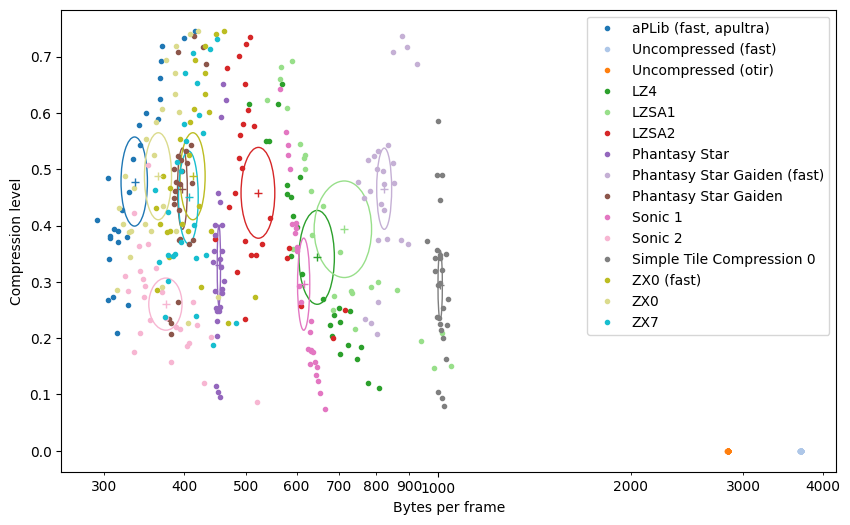 0.7
0.6
0.5
0.4
0.3
0.2
0.1
0.0
Compression level
300
400
500
600
700
800
900
1000
2000
3000
4000
Bytes per frame
aPLib (fast, apultra)
Uncompressed (fast)
Uncompressed (otir)
LZ4
LZSA1
LZSA2
Phantasy Star
Phantasy Star Gaiden (fast)
Phantasy Star Gaiden
Sonic 1
Sonic 2
Simple Tile Compression 0
ZX0 (fast)
ZX0
ZX7